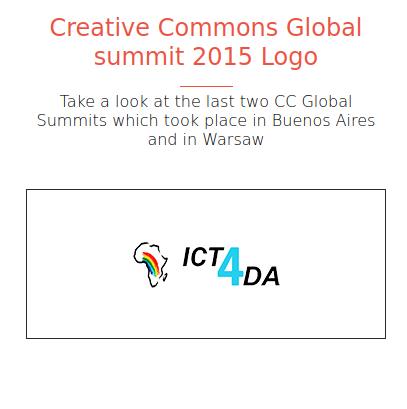 Creative Commons Global
summit 2015 Logo
Take a look at the last two CC Global
Summits which took place in Buenos Aires
and in Warsaw
ICT4DA